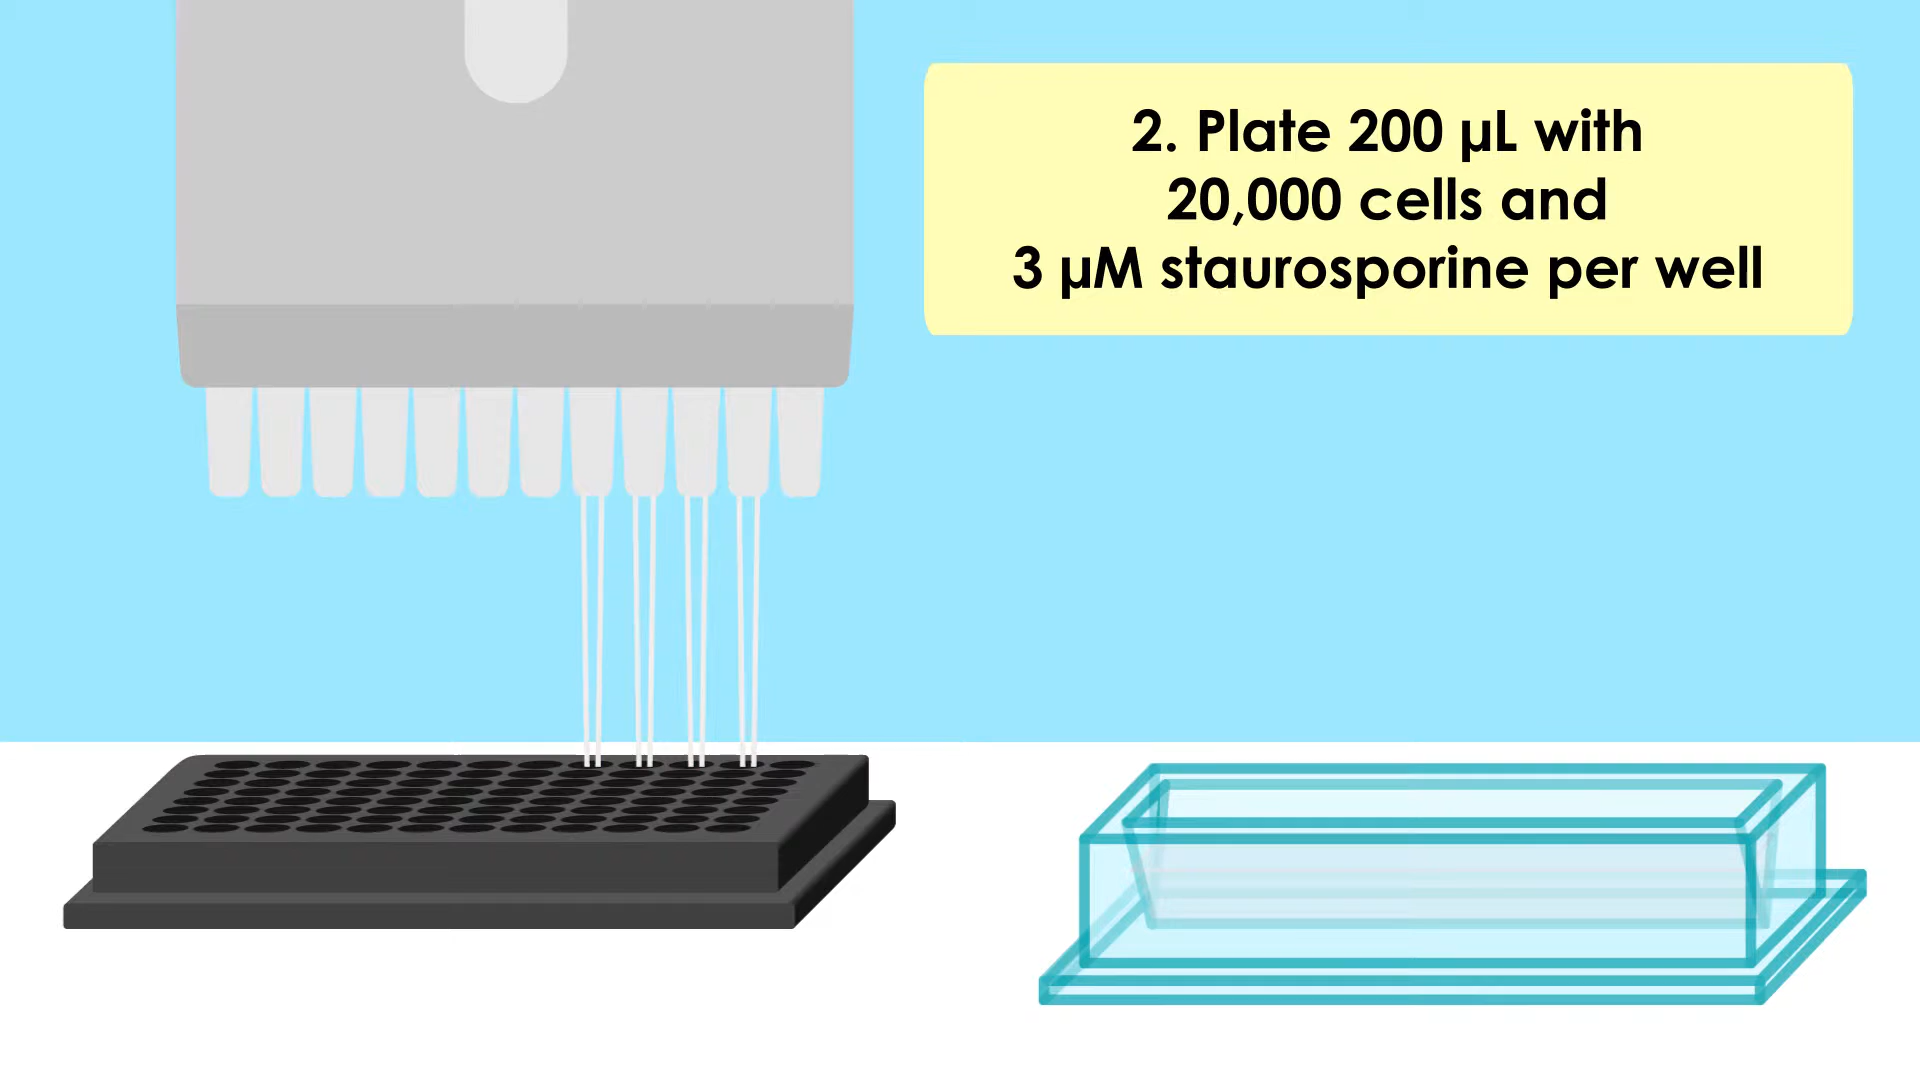 2. Plate 200 µL with
20,000 cells and
3 µM staurosporine per well